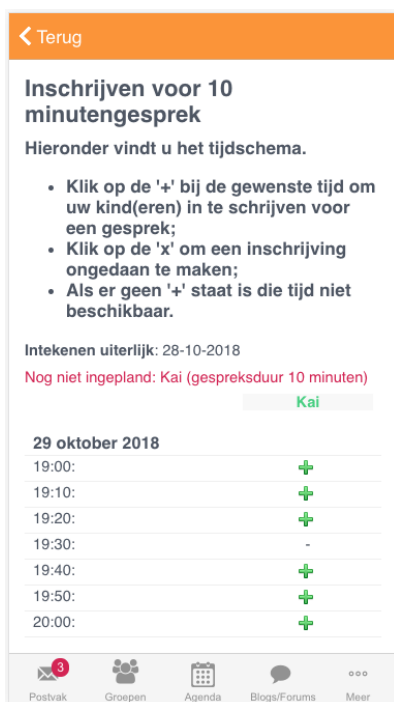 Terug
Inschrijven voor 10
minutengesprek
Hieronder vindt u het tijdschema.
• Klik op de '+' bij de gewenste tijd om
uw kind(eren) in te schrijven voor
een gesprek;
• Klik op de 'x' om een inschrijving
ongedaan te maken;
• Als er geen '+' staat is die tijd niet
beschikbaar.
Intekenen uiterlijk: 28-10-2018
Nog niet ingepland: Kai (gespreksduur 10 minuten)
Kai
29 oktober 2018
19:00:
19:10:
19:20:
19:30: -
19:40:
19:50:
20:00:
3
Postvak Groepen Agenda Blogs/Forums Meer